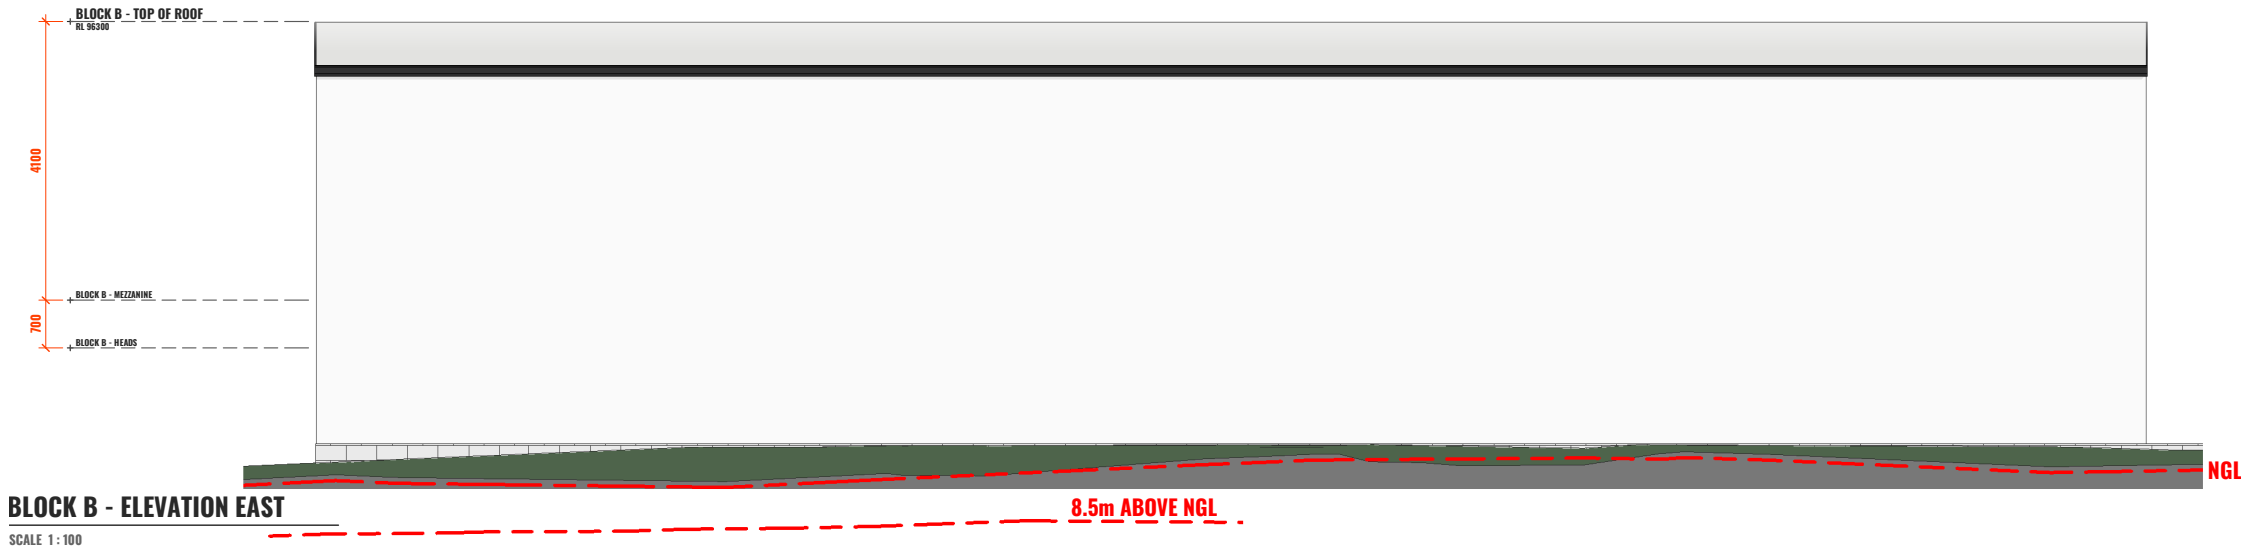 BLOCK B - TOP OF ROOF
RL 96300
4100
BLOCK B - MEZZANINE
700
BLOCK B - HEADS
NGL
BLOCK B - ELEVATION EAST
8.5m ABOVE NGL
SCALE 1 : 100